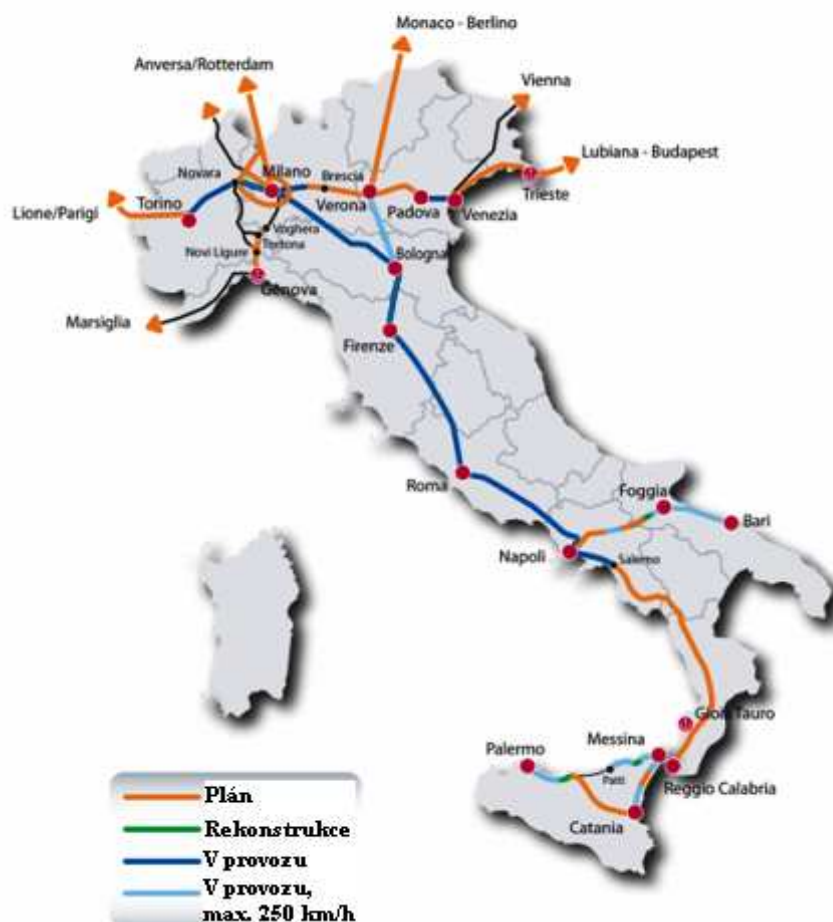 Monaco - Berlino
Anversa/Rotterdam
Vienna
Lubiana - Budapest
Novara
Milano
Brescia
Trieste
Lione/Parigi
Torino
Verona
Padova
Venezia
Voghera
Tortona
Novi Ligure
Bologna
Genova
Marsiglia
Firenze
Roma
Foggia
Bari
Napoli
Salerno
Gioia Tauro
Messina
Palermo
Patti
Reggio Calabria
Catania
Plán
Rekonstrukce
V provozu
V provozu,
max. 250 km/h